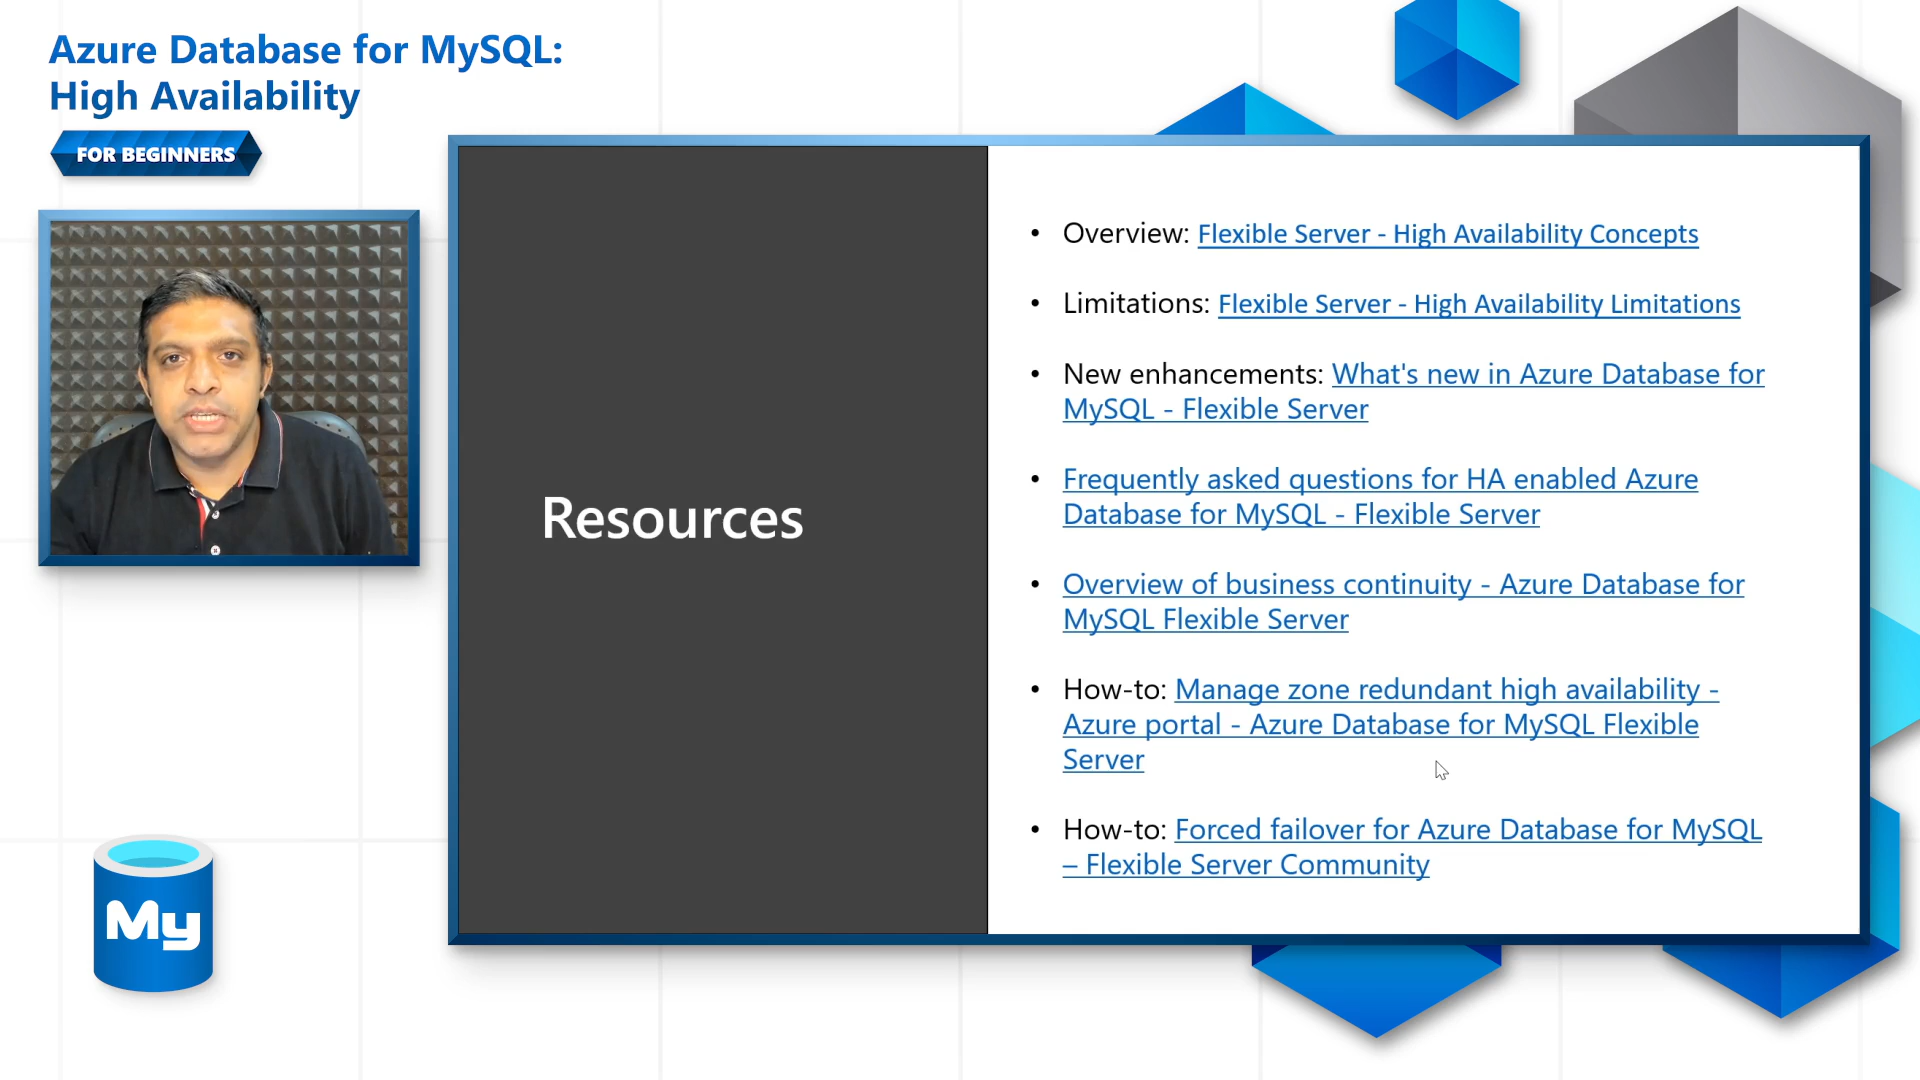 Azure Database for MySQL:
High Availability
FOR BEGINNERS
Resources
• Overview: Flexible Server - High Availability Concepts
• Limitations: Flexible Server - High Availability Limitations
• New enhancements: What's new in Azure Database for
MySQL - Flexible Server
• Frequently asked questions for HA enabled Azure
Database for MySQL - Flexible Server
• Overview of business continuity - Azure Database for
MySQL Flexible Server
• How-to: Manage zone redundant high availability -
Azure portal - Azure Database for MySQL Flexible
Server
• How-to: Forced failover for Azure Database for MySQL
– Flexible Server Community
My